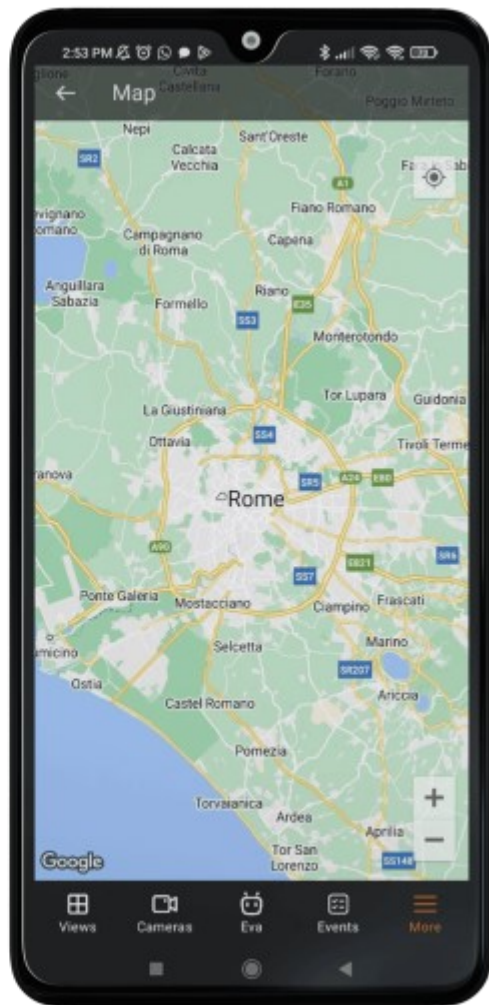 2:53 PM
Map
Civita
Castellana
Forano
Poggio Mirteto
Nepi
Sant'Oreste
Calcata
Vecchia
SR2
A1
Fiano Romano
Campagnano
di Roma
Capena
Anguillara
Sabazia
Riano
Formello
E35
SS3
Monterotondo
Tor Lupara
Guidonia
La Giustiniana
Ottavia
SS4
Tivoli Terme
SR5
A24
E80
Rome
A90
SR6
E821
SS7
Ponte Galeria
Mostacciano
Ciampino
Frascati
Selcetta
Marino
Ostia
SR207
Castel Romano
Ariccia
Pomezia
+
Torvaianica
Ardea
Aprilia
−
Tor San
Lorenzo
SS148
Google
Views
Cameras
Eva
Events
More